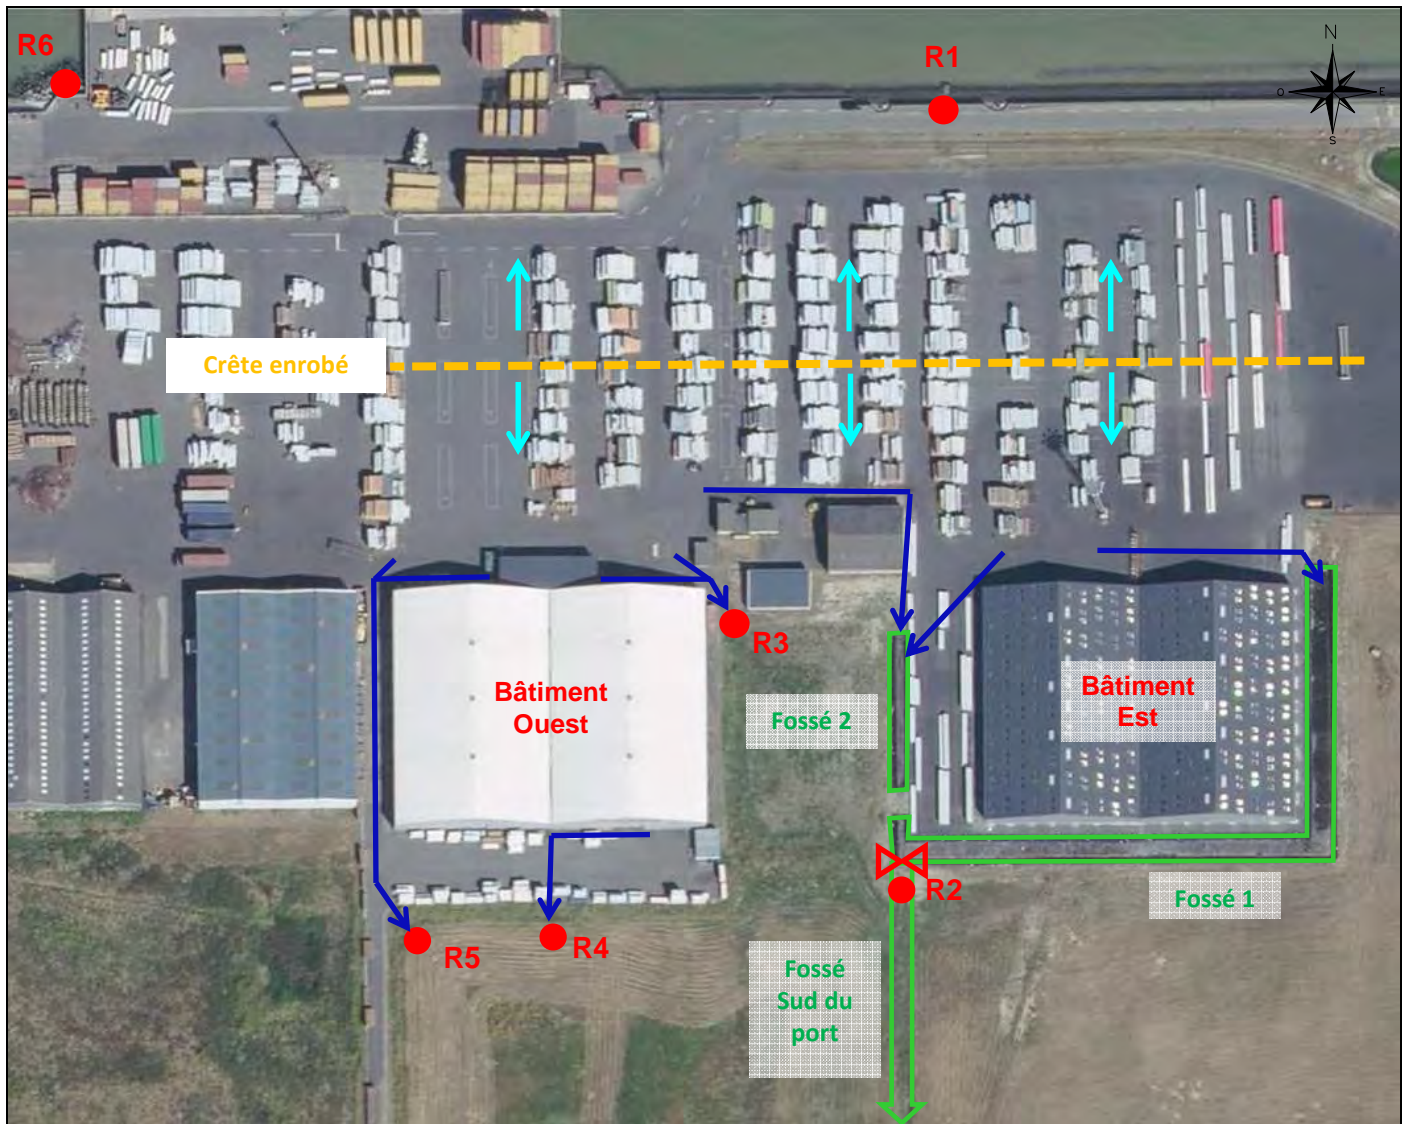 R6
R1
N
O
E
S
Crête enrobé
R3
Bâtiment
Ouest
Bâtiment
Est
Fossé 2
R2
Fossé 1
R5
R4
Fossé
Sud du
port